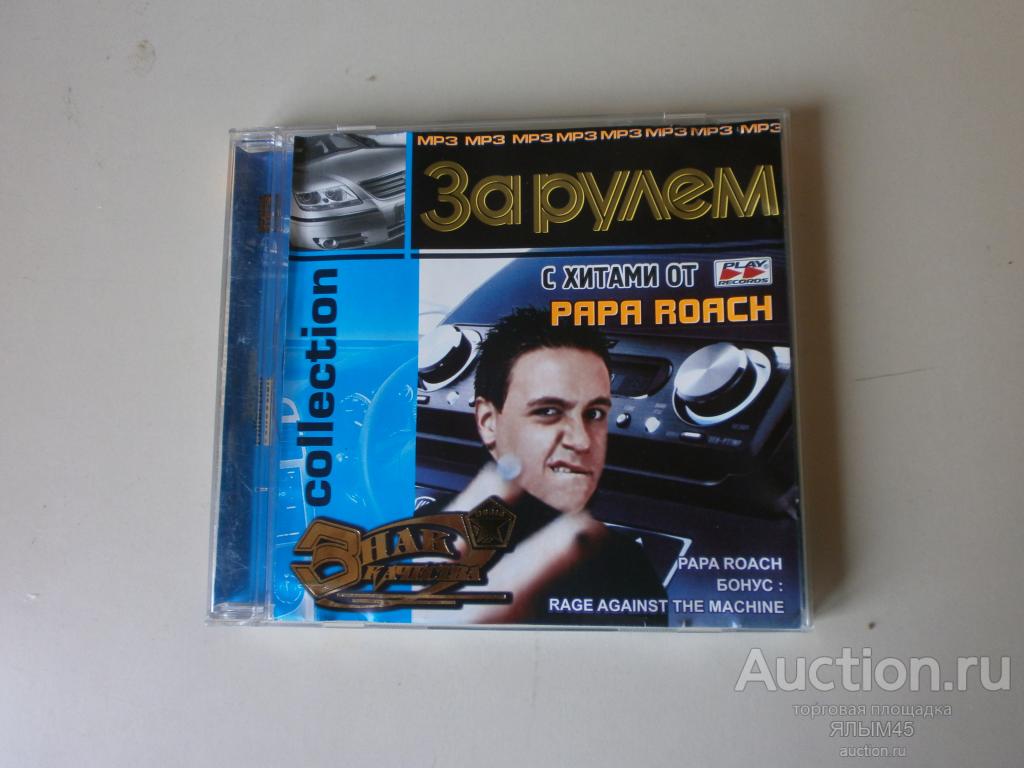 MP3 MP3 MP3 MP3 MP3 MP3 MP3 MP3
За рулем
С ХИТАМИ ОТ
PLAY
RECORDS
PAPA ROACH
collection
ЗНАК
КАЧЕСТВА
PAPA ROACH
БОНУС :
RAGE AGAINST THE MACHINE
Auction.ru
торговая площадка
ЯЛЫМ45
auction.ru